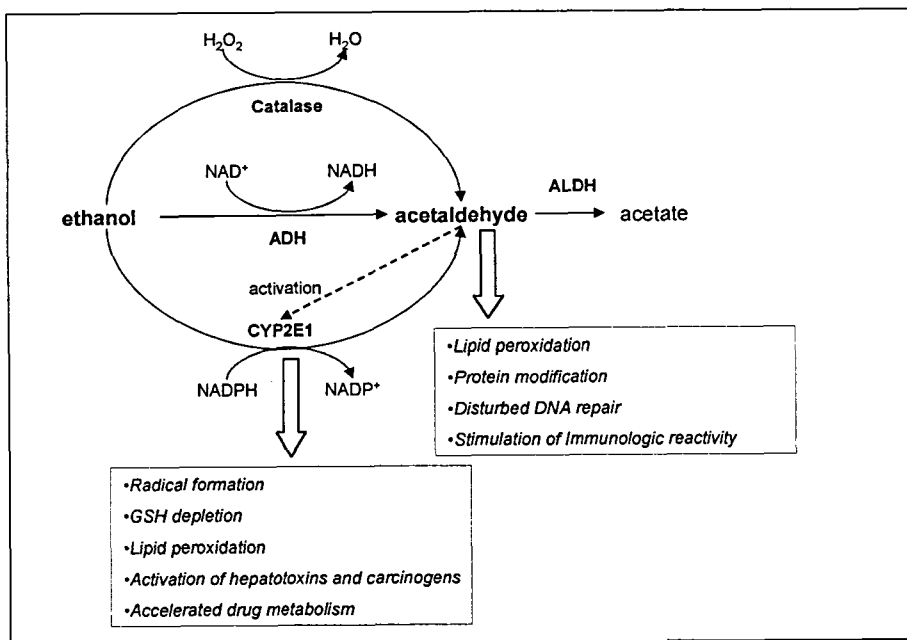 H₂O₂ H₂O
Catalase
NAD⁺ NADH
ALDH
ethanol acetaldehyde acetate
ADH
activation
CYP2E1
NADPH NADP⁺
•Lipid peroxidation
•Protein modification
•Disturbed DNA repair
•Stimulation of Immunologic reactivity
•Radical formation
•GSH depletion
•Lipid peroxidation
•Activation of hepatotoxins and carcinogens
•Accelerated drug metabolism